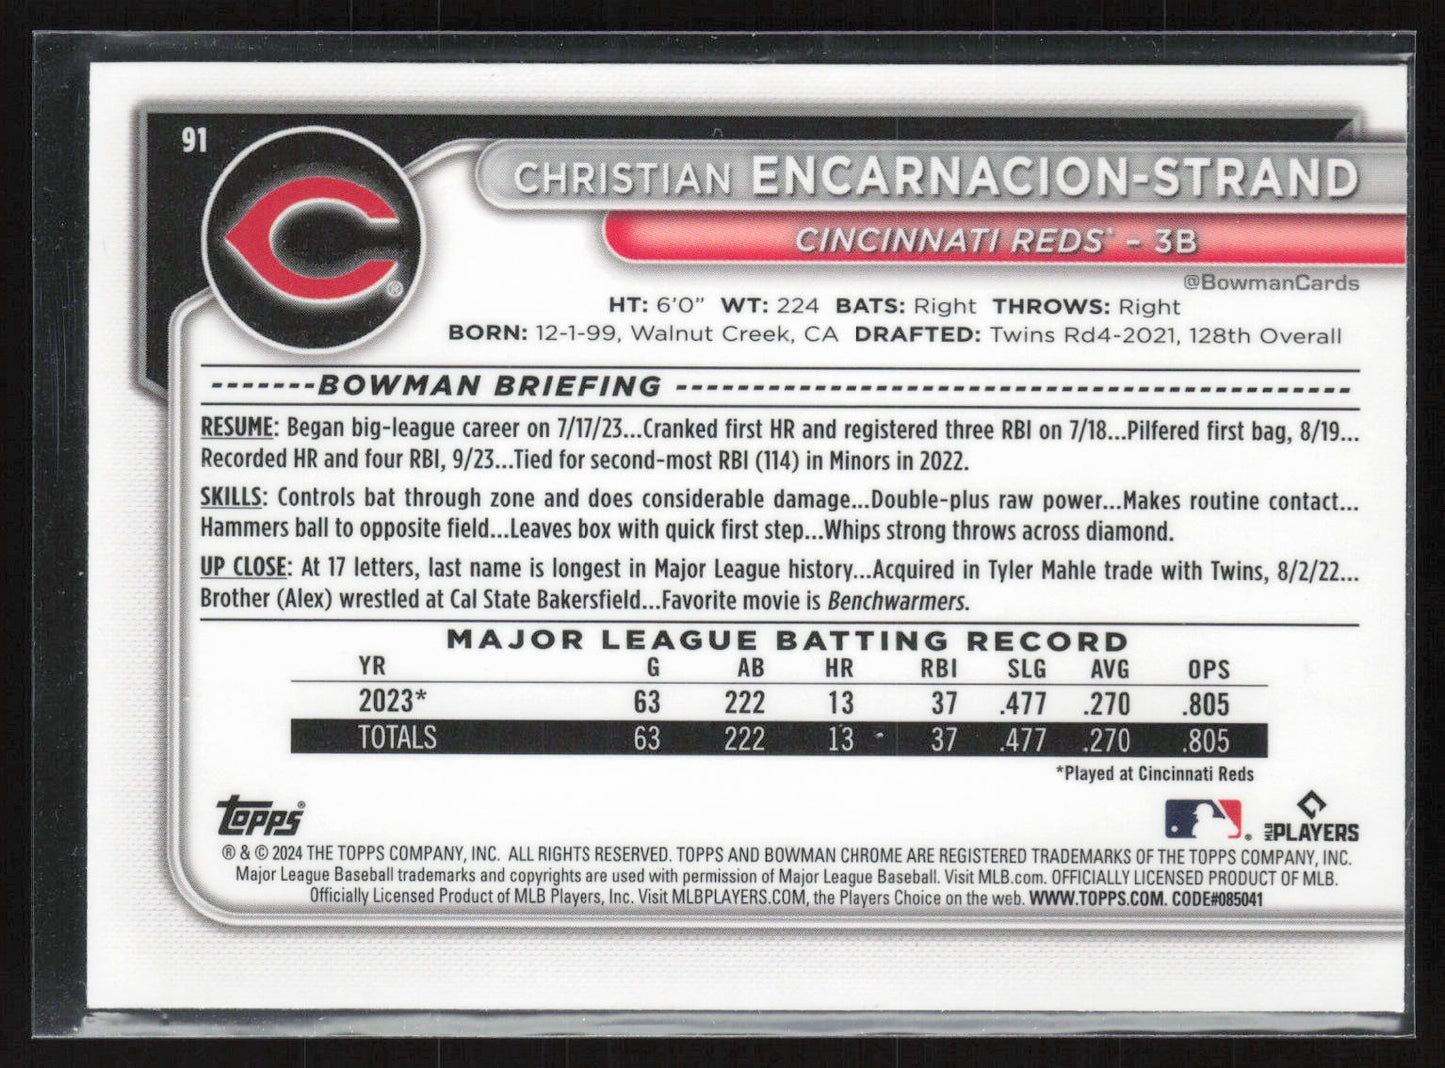 91
CHRISTIAN ENCARNACION-STRAND
CINCINNATI REDS® - 3B
@BowmanCards
HT: 6'0" WT: 224 BATS: Right THROWS: Right
BORN: 12-1-99, Walnut Creek, CA DRAFTED: Twins Rd4-2021, 128th Overall
-------BOWMAN BRIEFING --------------------------------------------
RESUME: Began big-league career on 7/17/23...Cranked first HR and registered three RBI on 7/18...Pilfered first bag, 8/19...
Recorded HR and four RBI, 9/23...Tied for second-most RBI (114) in Minors in 2022.
SKILLS: Controls bat through zone and does considerable damage...Double-plus raw power...Makes routine contact...
Hammers ball to opposite field...Leaves box with quick first step...Whips strong throws across diamond.
UP CLOSE: At 17 letters, last name is longest in Major League history...Acquired in Tyler Mahle trade with Twins, 8/2/22...
Brother (Alex) wrestled at Cal State Bakersfield...Favorite movie is Benchwarmers.
MAJOR LEAGUE BATTING RECORD
YR G AB HR RBI SLG AVG OPS
2023* 63 222 13 37 .477 .270 .805
TOTALS 63 222 13 37 .477 .270 .805
*Played at Cincinnati Reds
Topps®
MLB PLAYERS
® & © 2024 THE TOPPS COMPANY, INC. ALL RIGHTS RESERVED. TOPPS AND BOWMAN CHROME ARE REGISTERED TRADEMARKS OF THE TOPPS COMPANY, INC.
Major League Baseball trademarks and copyrights are used with permission of Major League Baseball. Visit MLB.com. OFFICIALLY LICENSED PRODUCT OF MLB.
Officially Licensed Product of MLB Players, Inc. Visit MLBPLAYERS.COM, the Players Choice on the web. WWW.TOPPS.COM. CODE#085041